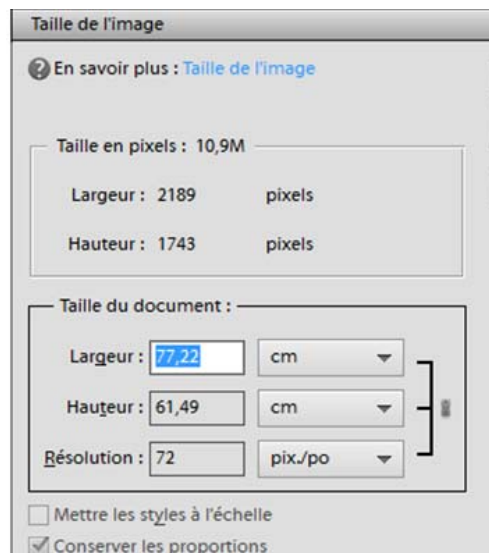 Taille de l'image
En savoir plus : Taille de l'image
Taille en pixels : 10,9M
Largeur : 2189 pixels
Hauteur : 1743 pixels
Taille du document :
Largeur : 77,22 cm
Hauteur : 61,49 cm
Résolution : 72 pix./po
Mettre les styles à l'échelle
Conserver les proportions